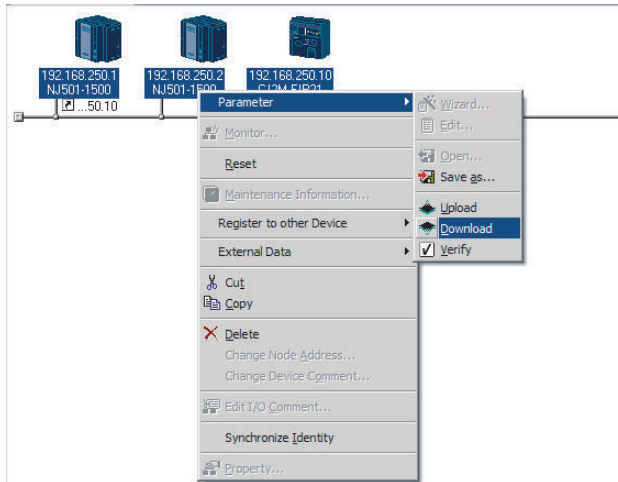 192.168.250.1
NJ501-1500
...50.10
192.168.250.2
NJ501-1500
192.168.250.10
CJ2M-EIP21
Parameter
Monitor...
Reset
Maintenance Information...
Register to other Device
External Data
Cut
Copy
Delete
Change Node Address...
Change Device Comment...
Edit I/O Comment...
Synchronize Identity
Property...
Wizard...
Edit...
Open...
Save as...
Upload
Download
Verify